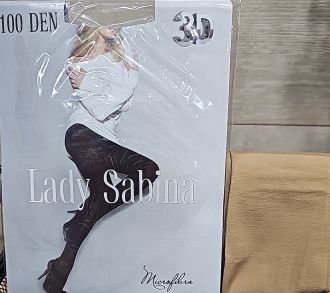 100 DEN
3D
Lady Sabina
Microfibra